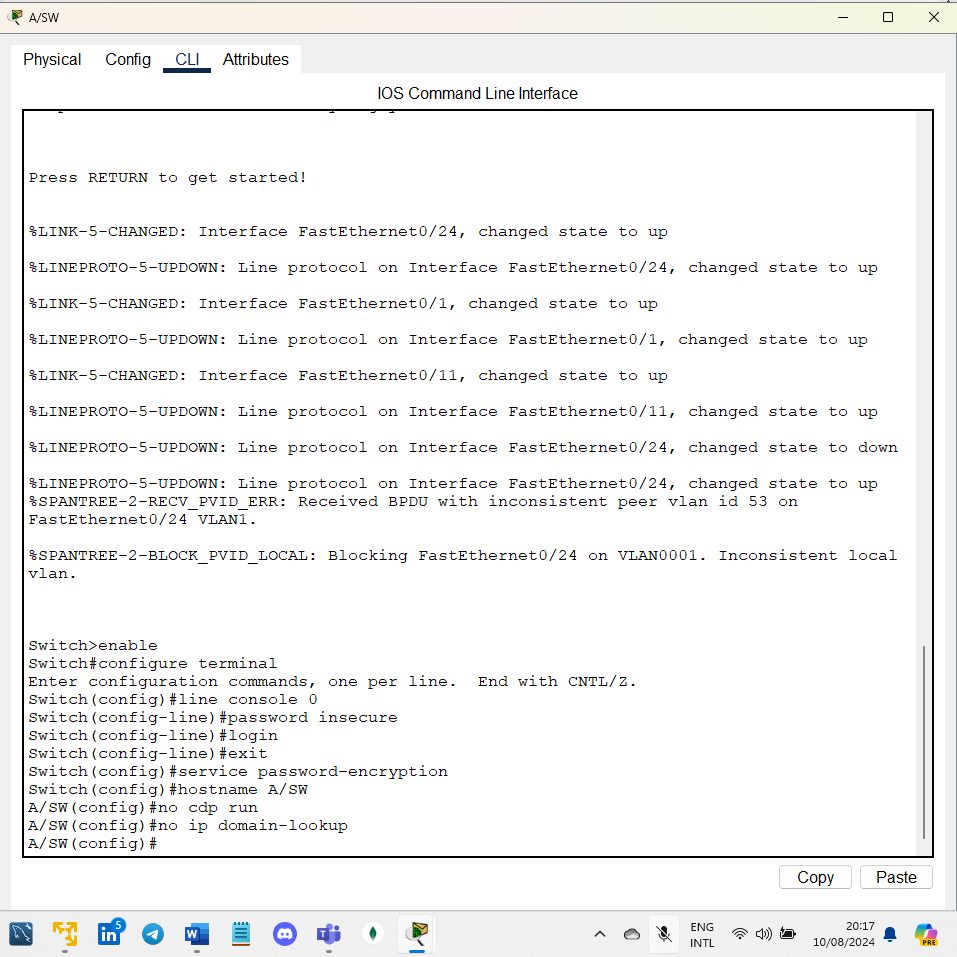 A/SW
Physical Config CLI Attributes
IOS Command Line Interface
Press RETURN to get started!
%LINK-5-CHANGED: Interface FastEthernet0/24, changed state to up
%LINEPROTO-5-UPDOWN: Line protocol on Interface FastEthernet0/24, changed state to up
%LINK-5-CHANGED: Interface FastEthernet0/1, changed state to up
%LINEPROTO-5-UPDOWN: Line protocol on Interface FastEthernet0/1, changed state to up
%LINK-5-CHANGED: Interface FastEthernet0/11, changed state to up
%LINEPROTO-5-UPDOWN: Line protocol on Interface FastEthernet0/11, changed state to up
%LINEPROTO-5-UPDOWN: Line protocol on Interface FastEthernet0/24, changed state to down
%LINEPROTO-5-UPDOWN: Line protocol on Interface FastEthernet0/24, changed state to up
%SPANTREE-2-RECV_PVID_ERR: Received BPDU with inconsistent peer vlan id 53 on
FastEthernet0/24 VLAN1.
%SPANTREE-2-BLOCK_PVID_LOCAL: Blocking FastEthernet0/24 on VLAN0001. Inconsistent local
vlan.
Switch>enable
Switch#configure terminal
Enter configuration commands, one per line.  End with CNTL/Z.
Switch(config)#line console 0
Switch(config-line)#password insecure
Switch(config-line)#login
Switch(config-line)#exit
Switch(config)#service password-encryption
Switch(config)#hostname A/SW
A/SW(config)#no cdp run
A/SW(config)#no ip domain-lookup
A/SW(config)#
Copy Paste
5
ENG
INTL
20:17
10/08/2024
PRE